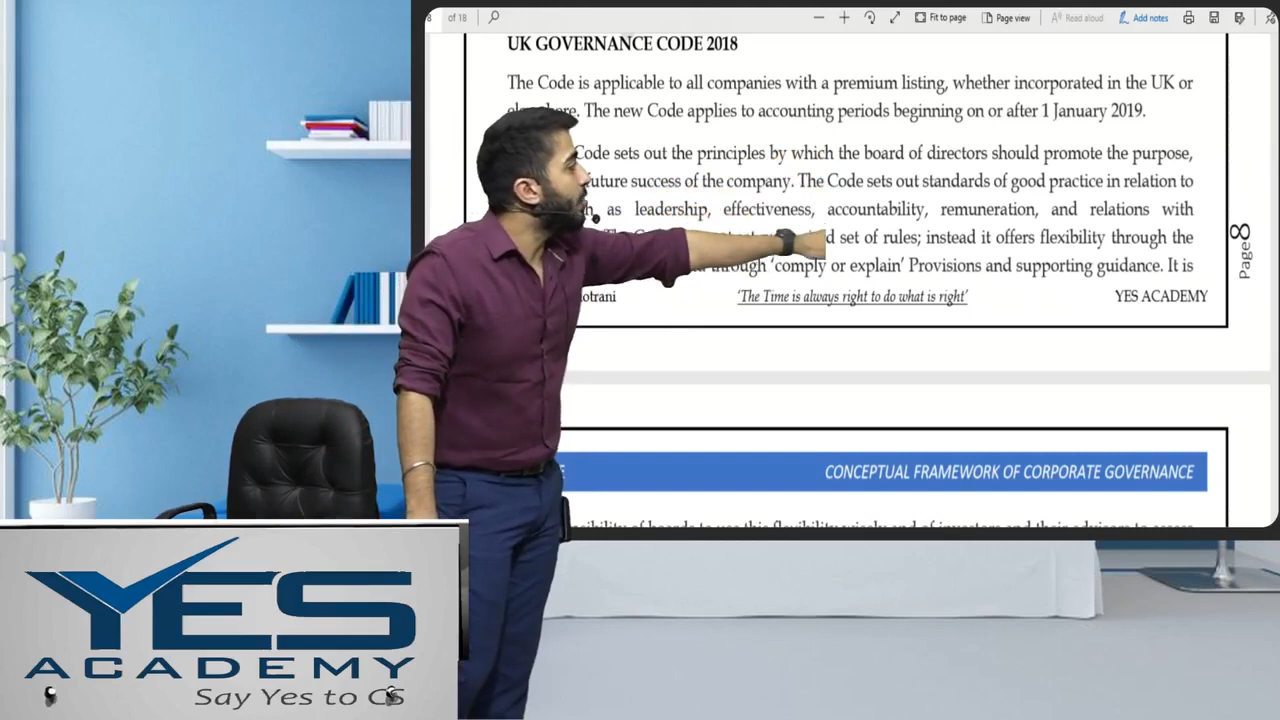 8 of 18 Fit to page Page view Read aloud Add notes
UK GOVERNANCE CODE 2018
The Code is applicable to all companies with a premium listing, whether incorporated in the UK or
The new Code applies to accounting periods beginning on or after 1 January 2019.
Code sets out the principles by which the board of directors should promote the purpose,
future success of the company. The Code sets out standards of good practice in relation to
as leadership, effectiveness, accountability, remuneration, and relations with
set of rules; instead it offers flexibility through the
through 'comply or explain' Provisions and supporting guidance. It is
'The Time is always right to do what is right' YES ACADEMY
Page 8
CONCEPTUAL FRAMEWORK OF CORPORATE GOVERNANCE
YES
ACADEMY
Say Yes to CS